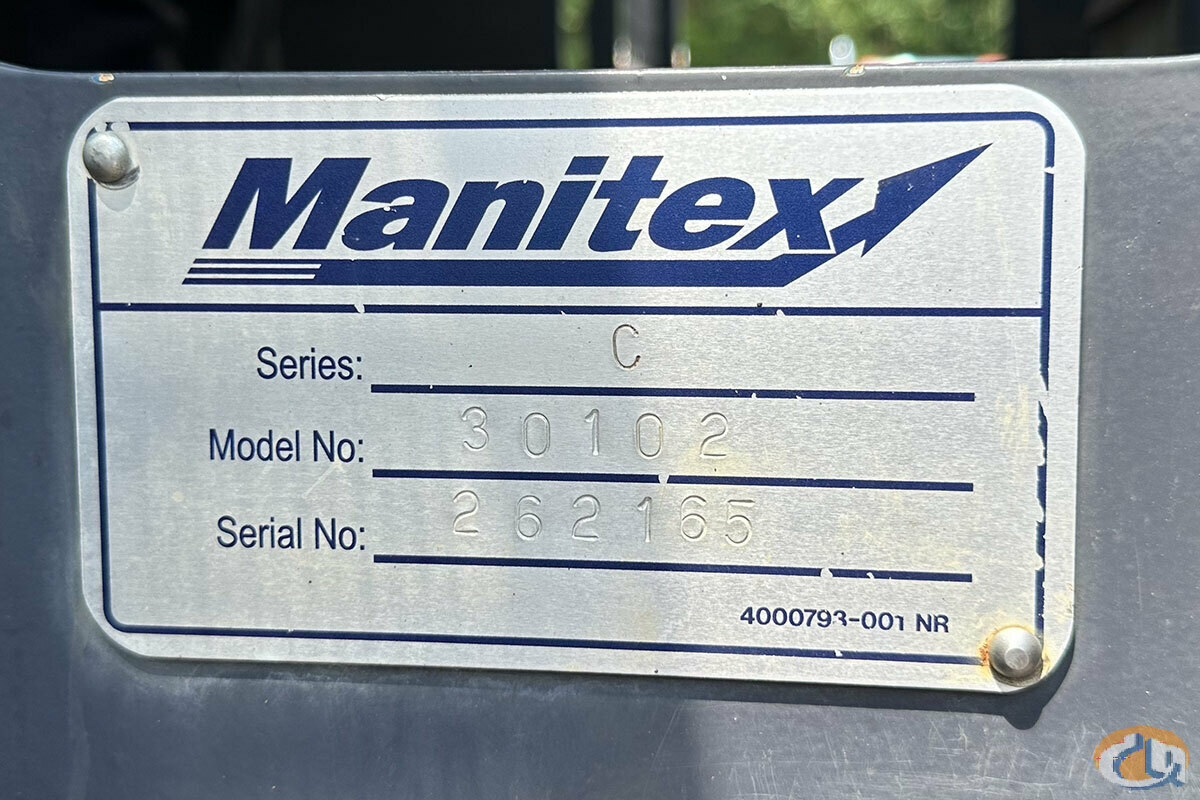 Manitex
Series: C
Model No: 30102
Serial No: 262165
4000793-001 NR